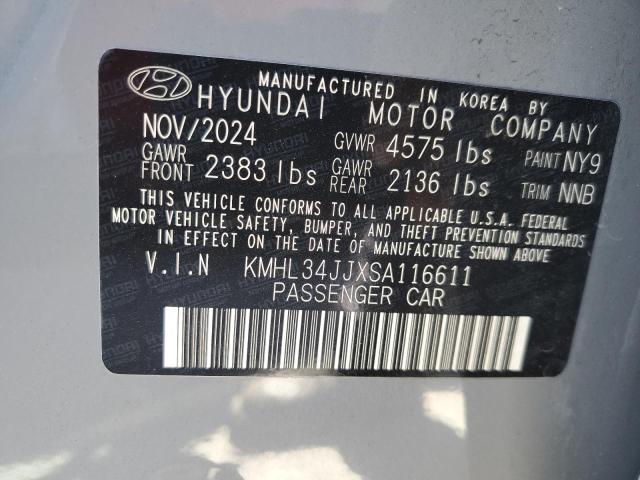 MANUFACTURED IN KOREA BY
HYUNDAI MOTOR COMPANY
NOV/2024 GVWR 4575 lbs PAINT NY9
GAWR FRONT 2383 lbs GAWR REAR 2136 lbs TRIM NNB
THIS VEHICLE CONFORMS TO ALL APPLICABLE U.S.A. FEDERAL
MOTOR VEHICLE SAFETY, BUMPER, AND THEFT PREVENTION STANDARDS
IN EFFECT ON THE DATE OF MANUFACTURE SHOWN ABOVE
V.I.N KMHL34JJXSA116611
PASSENGER CAR